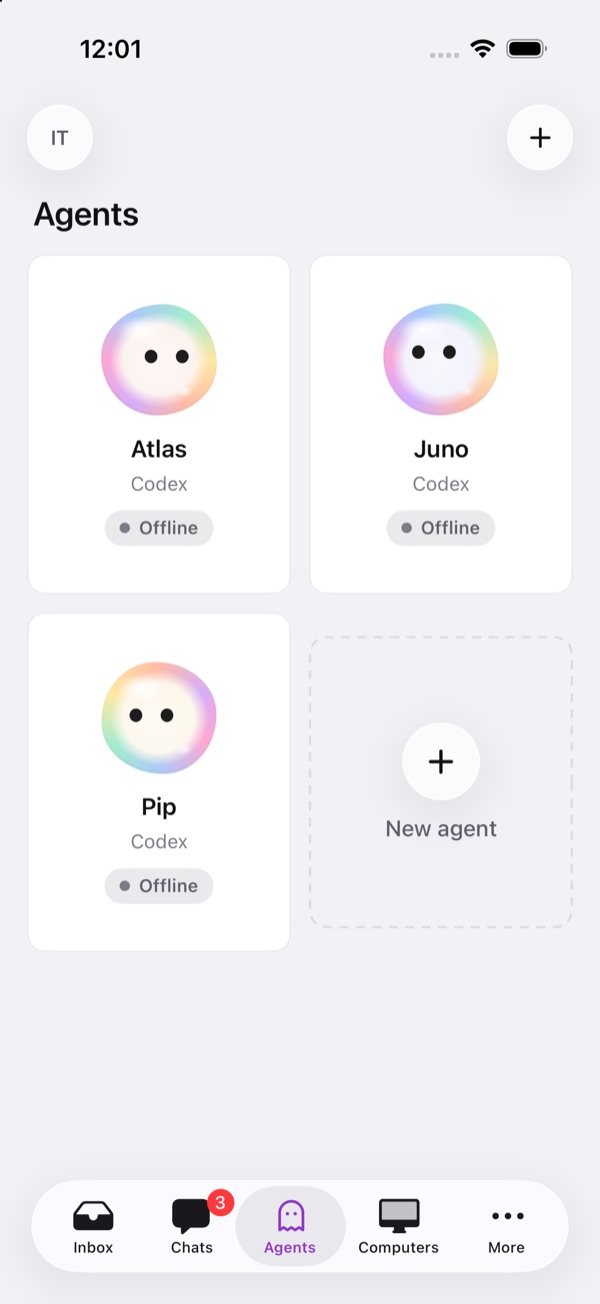 12:01
IT
Agents
Atlas
Codex
Offline
Juno
Codex
Offline
Pip
Codex
Offline
New agent
3
Inbox
Chats
Agents
Computers
More